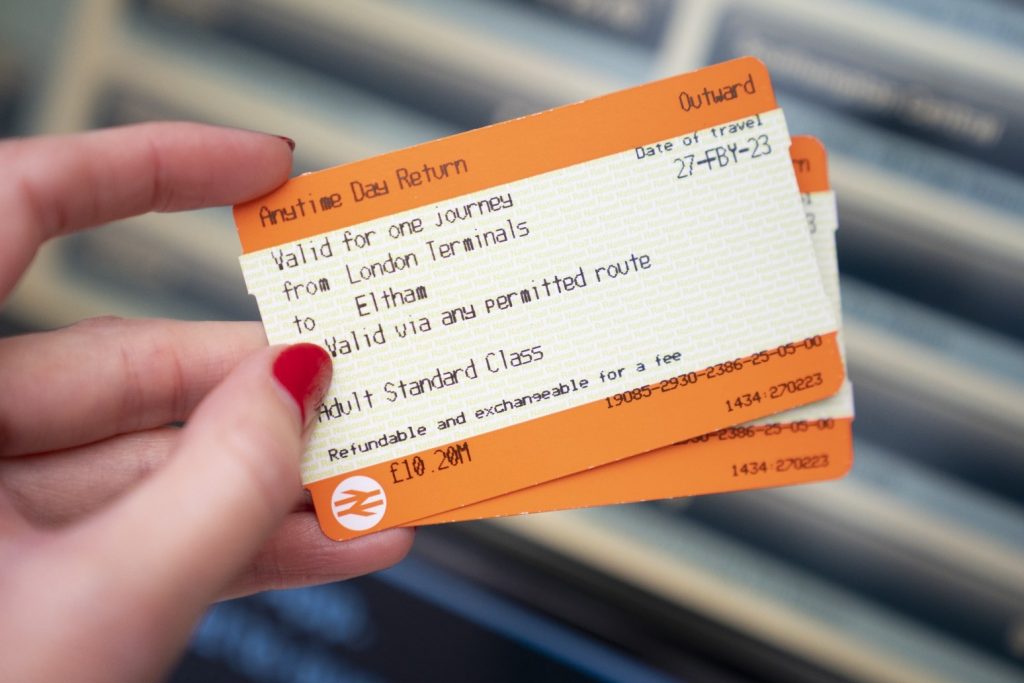 Outward
Anytime Day Return
Date of travel
27-FBY-23
Valid for one journey
from London Terminals
to Eltham
Valid via any permitted route
Adult Standard Class
Refundable and exchangeable for a fee
19085-2930-2386-25-05-00
£10.20M
1434:270223
-2386-25-05-00
1434:270223